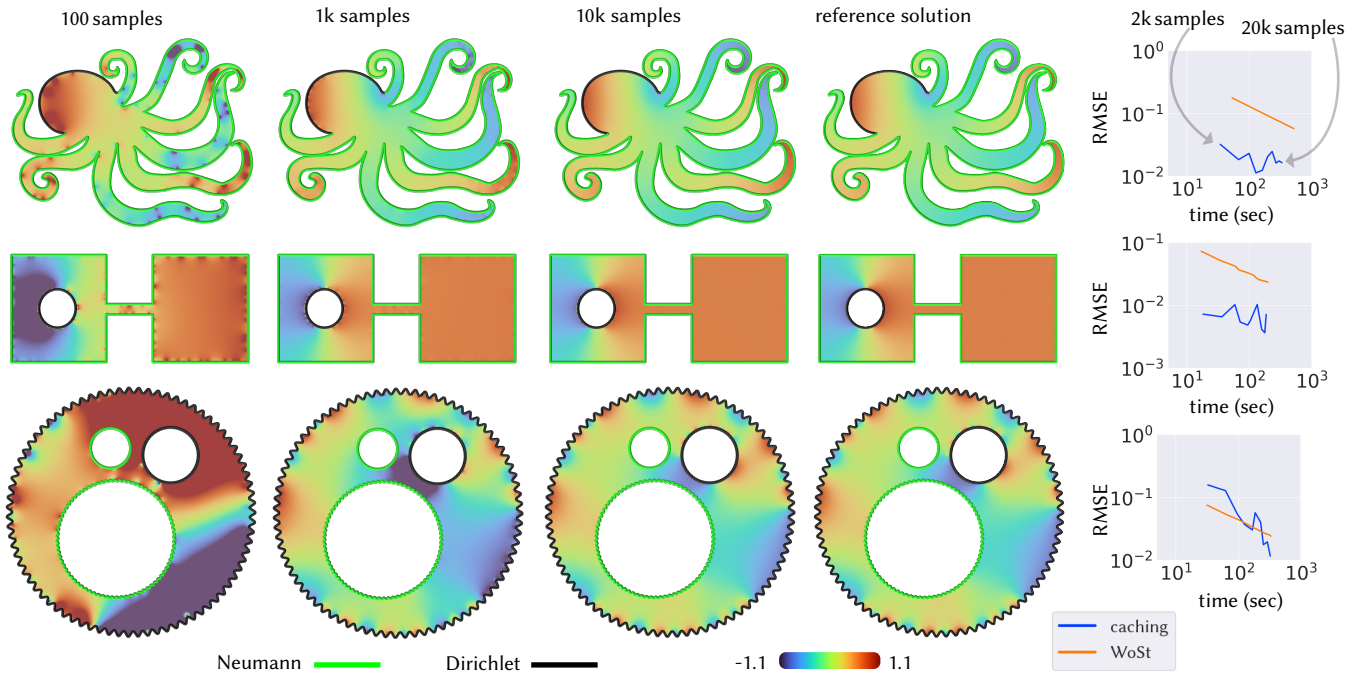 100 samples
1k samples
10k samples
reference solution
2k samples
20k samples
10⁰
10⁻¹
10⁻²
RMSE
10¹ 10² 10³
time (sec)
10⁻¹
10⁻²
10⁻³
RMSE
10¹ 10² 10³
time (sec)
10⁰
10⁻¹
10⁻²
RMSE
10¹ 10² 10³
time (sec)
caching
WoSt
Neumann
Dirichlet
-1.1
1.1